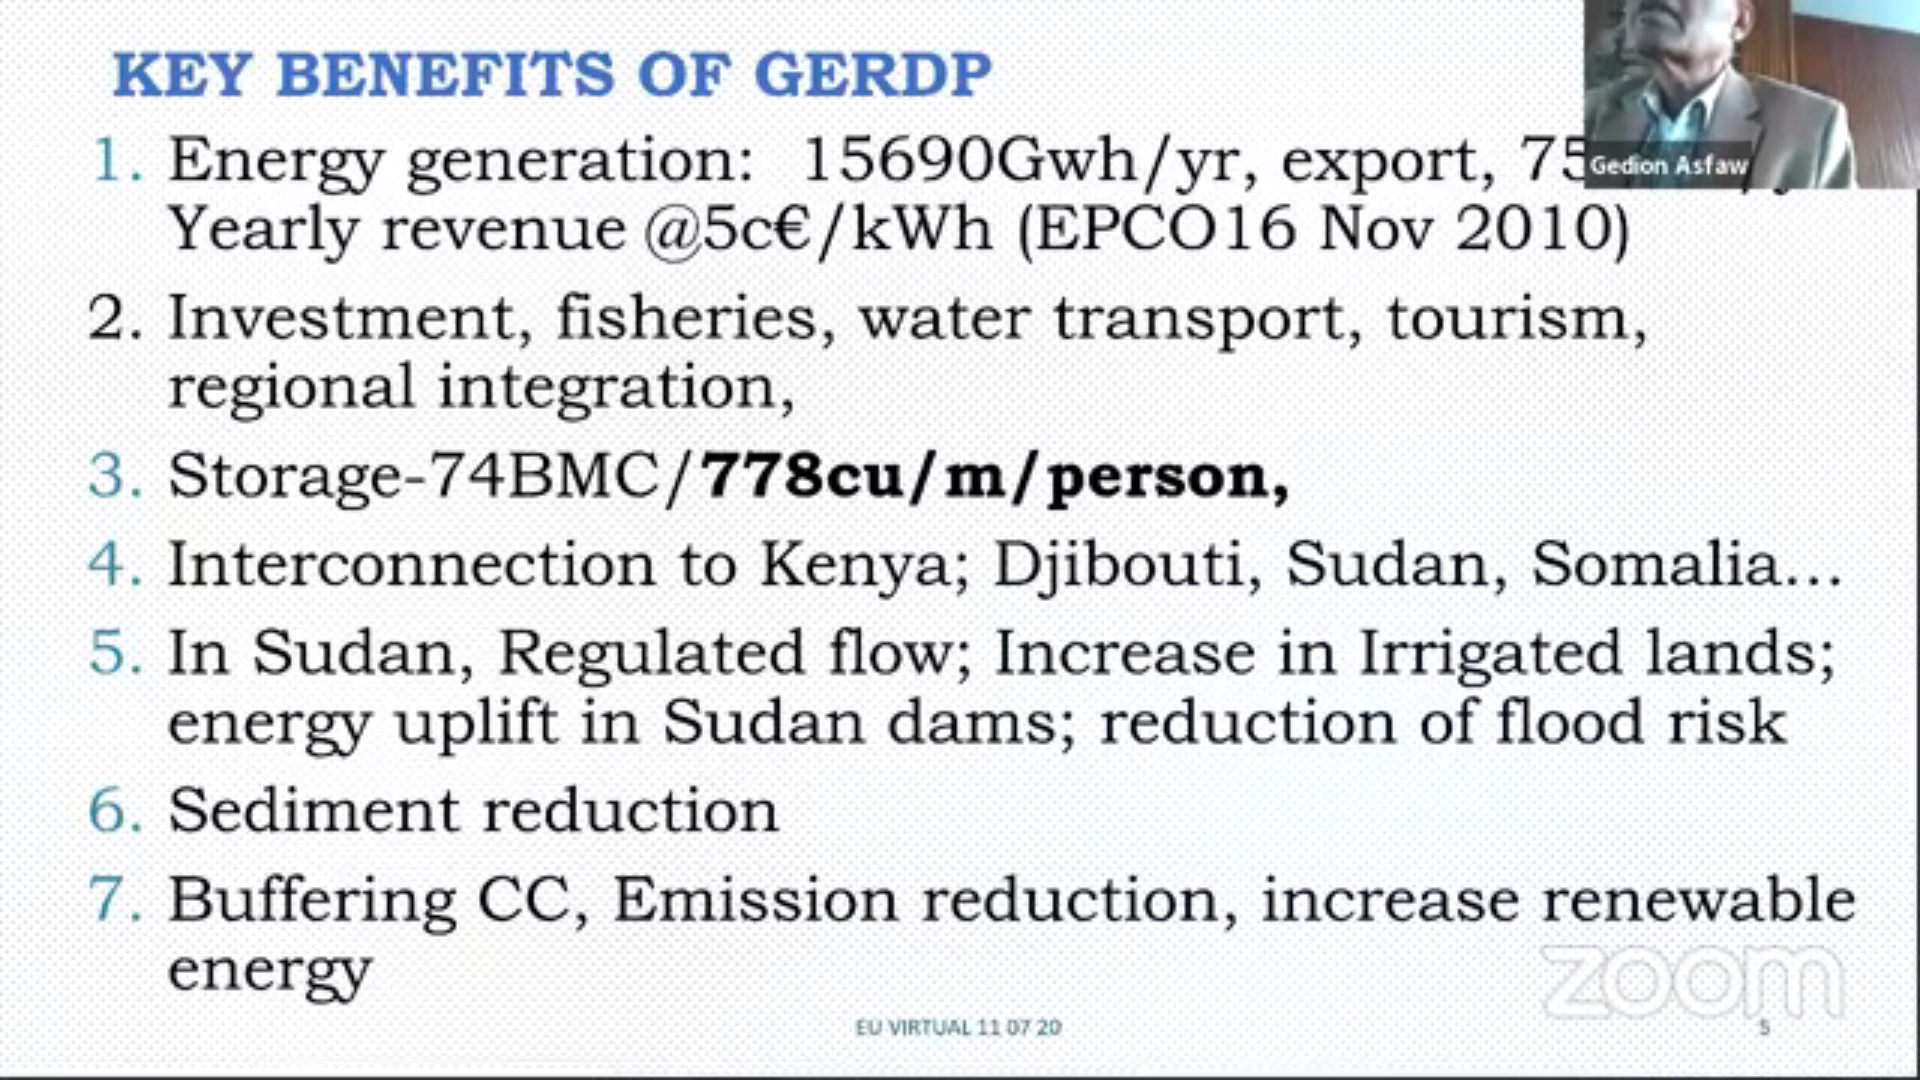 KEY BENEFITS OF GERDP
1. Energy generation: 15690Gwh/yr, export, 75
Gedion Asfaw
Yearly revenue @5c€/kWh (EPCO16 Nov 2010)
2. Investment, fisheries, water transport, tourism,
regional integration,
3. Storage-74BMC/778cu/m/person,
4. Interconnection to Kenya; Djibouti, Sudan, Somalia...
5. In Sudan, Regulated flow; Increase in Irrigated lands;
energy uplift in Sudan dams; reduction of flood risk
6. Sediment reduction
7. Buffering CC, Emission reduction, increase renewable
energy
zoom
EU VIRTUAL 11 07 20
5